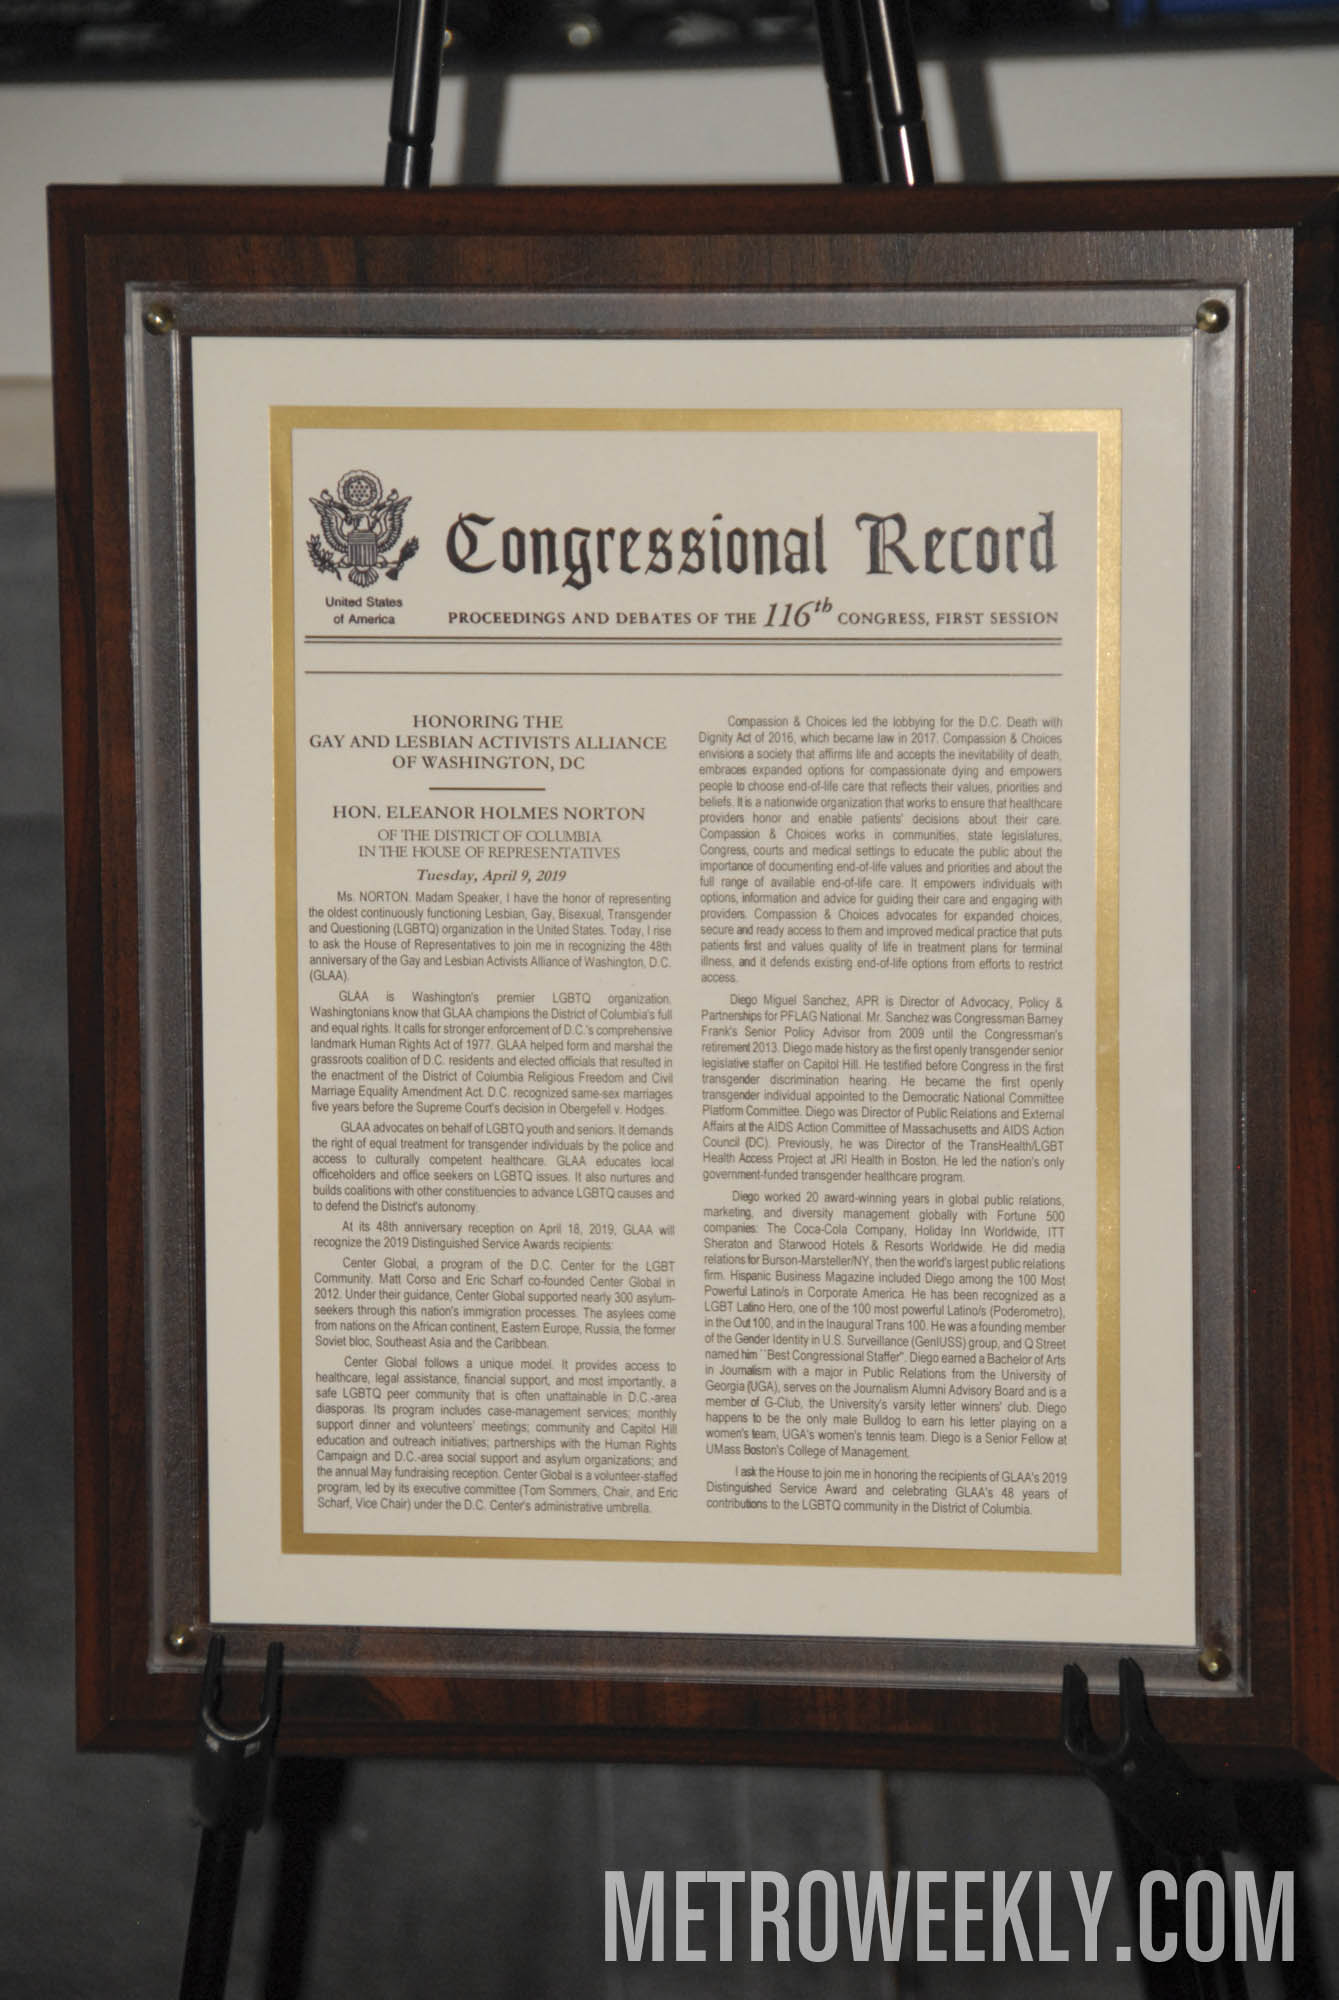 Congressional Record
United States
of America
PROCEEDINGS AND DEBATES OF THE 116th CONGRESS, FIRST SESSION
HONORING THE
GAY AND LESBIAN ACTIVISTS ALLIANCE
OF WASHINGTON, DC
HON. ELEANOR HOLMES NORTON
OF THE DISTRICT OF COLUMBIA
IN THE HOUSE OF REPRESENTATIVES
Tuesday, April 9, 2019
Ms. NORTON. Madam Speaker, I have the honor of representing
the oldest continuously functioning Lesbian, Gay, Bisexual, Transgender
and Questioning (LGBTQ) organization in the United States. Today, I rise
to ask the House of Representatives to join me in recognizing the 48th
anniversary of the Gay and Lesbian Activists Alliance of Washington, D.C.
(GLAA).
GLAA is Washington's premier LGBTQ organization.
Washingtonians know that GLAA champions the District of Columbia's full
and equal rights. It calls for stronger enforcement of D.C.'s comprehensive
landmark Human Rights Act of 1977. GLAA helped form and marshal the
grassroots coalition of D.C. residents and elected officials that resulted in
the enactment of the District of Columbia Religious Freedom and Civil
Marriage Equality Amendment Act. D.C. recognized same-sex marriages
five years before the Supreme Court's decision in Obergefell v. Hodges.
GLAA advocates on behalf of LGBTQ youth and seniors. It demands
the right of equal treatment for transgender individuals by the police and
access to culturally competent healthcare. GLAA educates local
officeholders and office seekers on LGBTQ issues. It also nurtures and
builds coalitions with other constituencies to advance LGBTQ causes and
to defend the District's autonomy.
At its 48th anniversary reception on April 18, 2019, GLAA will
recognize the 2019 Distinguished Service Awards recipients:
Center Global, a program of the D.C. Center for the LGBT
Community. Matt Corso and Eric Scharf co-founded Center Global in
2012. Under their guidance, Center Global supported nearly 300 asylum-
seekers through this nation's immigration processes. The asylees come
from nations on the African continent, Eastern Europe, Russia, the former
Soviet bloc, Southeast Asia and the Caribbean.
Center Global follows a unique model. It provides access to
healthcare, legal assistance, financial support, and most importantly, a
safe LGBTQ peer community that is often unattainable in D.C.-area
diasporas. Its program includes case-management services; monthly
support dinner and volunteers' meetings; community and Capitol Hill
education and outreach initiatives; partnerships with the Human Rights
Campaign and D.C.-area social support and asylum organizations; and
the annual May fundraising reception. Center Global is a volunteer-staffed
program, led by its executive committee (Tom Sommers, Chair, and Eric
Scharf, Vice Chair) under the D.C. Center's administrative umbrella.
Compassion & Choices led the lobbying for the D.C. Death with
Dignity Act of 2016, which became law in 2017. Compassion & Choices
envisions a society that affirms life and accepts the inevitability of death,
embraces expanded options for compassionate dying and empowers
people to choose end-of-life care that reflects their values, priorities and
beliefs. It is a nationwide organization that works to ensure that healthcare
providers honor and enable patients' decisions about their care.
Compassion & Choices works in communities, state legislatures,
Congress, courts and medical settings to educate the public about the
importance of documenting end-of-life values and priorities and about the
full range of available end-of-life care. It empowers individuals with
options, information and advice for guiding their care and engaging with
providers. Compassion & Choices advocates for expanded choices,
secure and ready access to them and improved medical practice that puts
patients first and values quality of life in treatment plans for terminal
illness, and it defends existing end-of-life options from efforts to restrict
access.
Diego Miguel Sanchez, APR is Director of Advocacy, Policy &
Partnerships for PFLAG National. Mr. Sanchez was Congressman Barney
Frank's Senior Policy Advisor from 2009 until the Congressman's
retirement 2013. Diego made history as the first openly transgender senior
legislative staffer on Capitol Hill. He testified before Congress in the first
transgender discrimination hearing. He became the first openly
transgender individual appointed to the Democratic National Committee
Platform Committee. Diego was Director of Public Relations and External
Affairs at the AIDS Action Committee of Massachusetts and AIDS Action
Council (DC). Previously, he was Director of the TransHealth/LGBT
Health Access Project at JRI Health in Boston. He led the nation's only
government-funded transgender healthcare program.
Diego worked 20 award-winning years in global public relations,
marketing, and diversity management globally with Fortune 500
companies: The Coca-Cola Company, Holiday Inn Worldwide, ITT
Sheraton and Starwood Hotels & Resorts Worldwide. He did media
relations for Burson-Marsteller/NY, then the world's largest public relations
firm. Hispanic Business Magazine included Diego among the 100 Most
Powerful Latino/s in Corporate America. He has been recognized as a
LGBT Latino Hero, one of the 100 most powerful Latino/s (Poderometro),
in the Out 100, and in the Inaugural Trans 100. He was a founding member
of the Gender Identity in U.S. Surveillance (GenIUSS) group, and Q Street
named him ``Best Congressional Staffer''. Diego earned a Bachelor of Arts
in Journalism with a major in Public Relations from the University of
Georgia (UGA), serves on the Journalism Alumni Advisory Board and is a
member of G-Club, the University's varsity letter winners' club. Diego
happens to be the only male Bulldog to earn his letter playing on a
women's team, UGA's women's tennis team. Diego is a Senior Fellow at
UMass Boston's College of Management.
I ask the House to join me in honoring the recipients of GLAA's 2019
Distinguished Service Award and celebrating GLAA's 48 years of
contributions to the LGBTQ community in the District of Columbia.
METROWEEKLY.COM